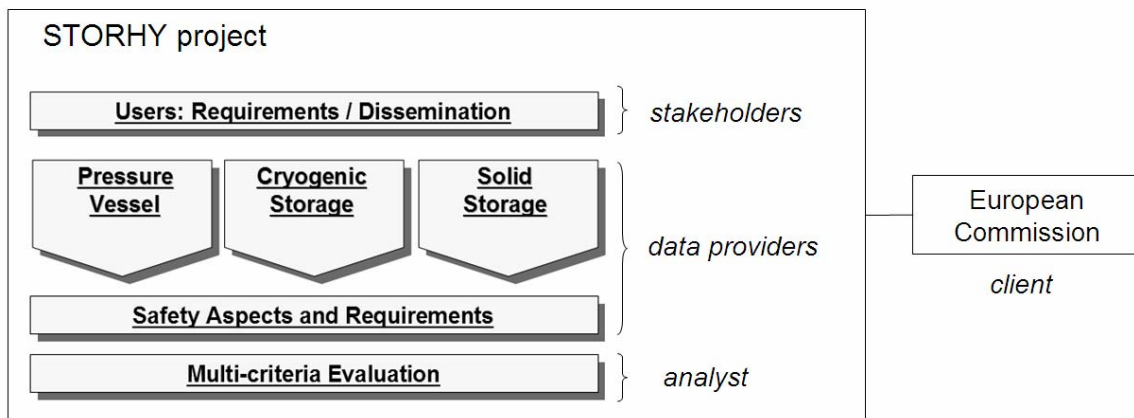 STORHY project
Users: Requirements / Dissemination
stakeholders
Pressure
Vessel
Cryogenic
Storage
Solid
Storage
data providers
Safety Aspects and Requirements
Multi-criteria Evaluation
analyst
European
Commission
client